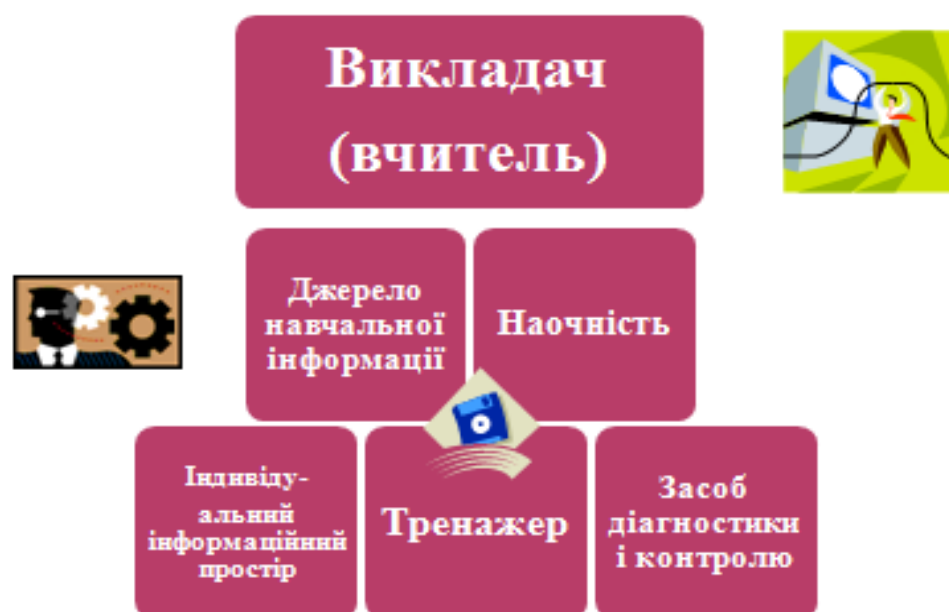 Викладач
(вчитель)
Джерело
навчальної
інформації
Наочність
Індивіду-
альний
інформаційний
простір
Тренажер
Засоб
діагностики
і контролю